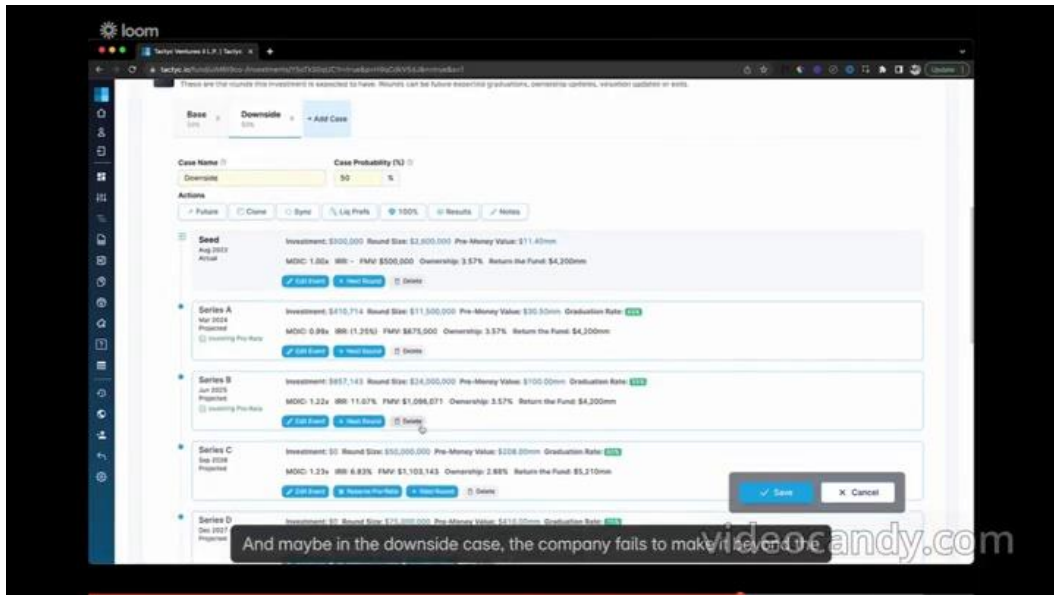 loom
Tactyc Ventures II L.P. | Tactyc
These are the rounds this investment is expected to have. Rounds can be future expected graduations, ownership updates, valuation updates or exits.
Base
50%
Downside
50%
+ Add Case
Case Name
Case Probability (%)
Downside
50
%
Actions
Future
Clone
Sync
Liq Prefs
100%
Results
Notes
Seed
Aug 2022
Actual
Investment: $500,000 Round Size: $2,600,000 Pre-Money Value: $11.40mm
MOIC: 1.00x IRR: - FMV: $500,000 Ownership: 3.57% Return the Fund: $4,200mm
Edit Event
+ Next Round
Delete
Series A
Mar 2024
Projected
Investing Pro-Rata
Investment: $410,714 Round Size: $11,500,000 Pre-Money Value: $30.50mm Graduation Rate:
MOIC: 0.99x IRR: (1.25%) FMV: $675,000 Ownership: 3.57% Return the Fund: $4,200mm
Edit Event
+ Next Round
Delete
Series B
Jun 2025
Projected
Investing Pro-Rata
Investment: $857,143 Round Size: $24,000,000 Pre-Money Value: $100.00mm Graduation Rate:
MOIC: 1.22x IRR: 11.07% FMV: $1,096,071 Ownership: 3.57% Return the Fund: $4,200mm
Edit Event
+ Next Round
Delete
Series C
Sep 2026
Projected
Investment: $0 Round Size: $50,000,000 Pre-Money Value: $208.00mm Graduation Rate:
MOIC: 1.23x IRR: 6.83% FMV: $1,103,143 Ownership: 2.88% Return the Fund: $5,210mm
Edit Event
Reserve Pro-Rata
+ Next Round
Delete
Save
Cancel
Series D
Dec 2027
Projected
Investment: $0 Round Size: $75,000,000 Pre-Money Value: $410.00mm Graduation Rate:
And maybe in the downside case, the company fails to make it beyond the
videocandy.com